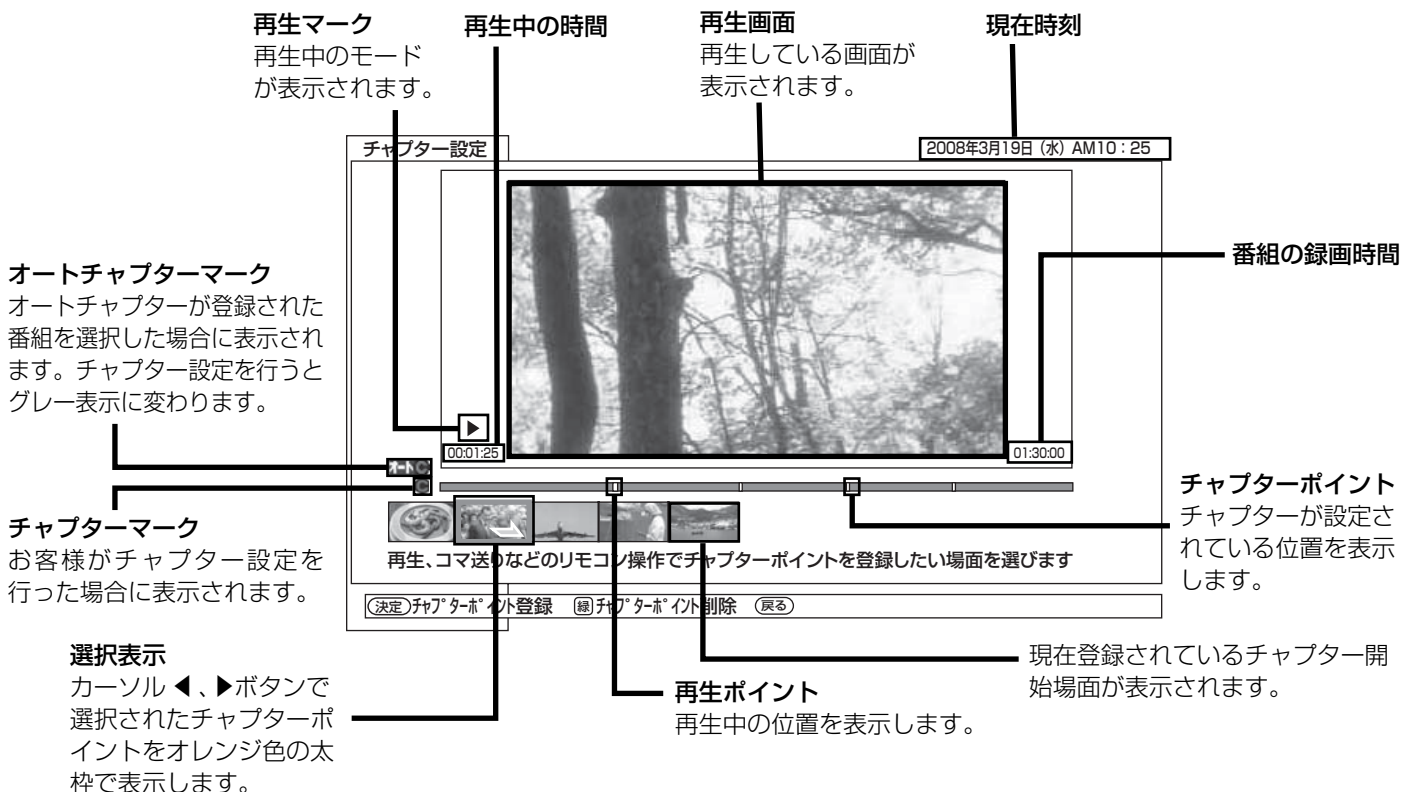 再生マーク
再生中のモード
が表示されます。
再生中の時間
再生画面
再生している画面が
表示されます。
現在時刻
チャプター設定
2008年3月19日（水）AM10：25
番組の録画時間
オートチャプターマーク
オートチャプターが登録された
番組を選択した場合に表示され
ます。チャプター設定を行うと
グレー表示に変わります。
00:01:25
01:30:00
オートC
C
チャプターマーク
お客様がチャプター設定を
行った場合に表示されます。
チャプターポイント
チャプターが設定さ
れている位置を表示
します。
再生、コマ送りなどのリモコン操作でチャプターポイントを登録したい場面を選びます
決定 ﾁｬﾌﾟﾀｰﾎﾟｲﾝﾄ登録 緑 ﾁｬﾌﾟﾀｰﾎﾟｲﾝﾄ削除 戻る
選択表示
カーソル ◀、▶ボタンで
選択されたチャプターポ
イントをオレンジ色の太
枠で表示します。
再生ポイント
再生中の位置を表示します。
現在登録されているチャプター開
始場面が表示されます。